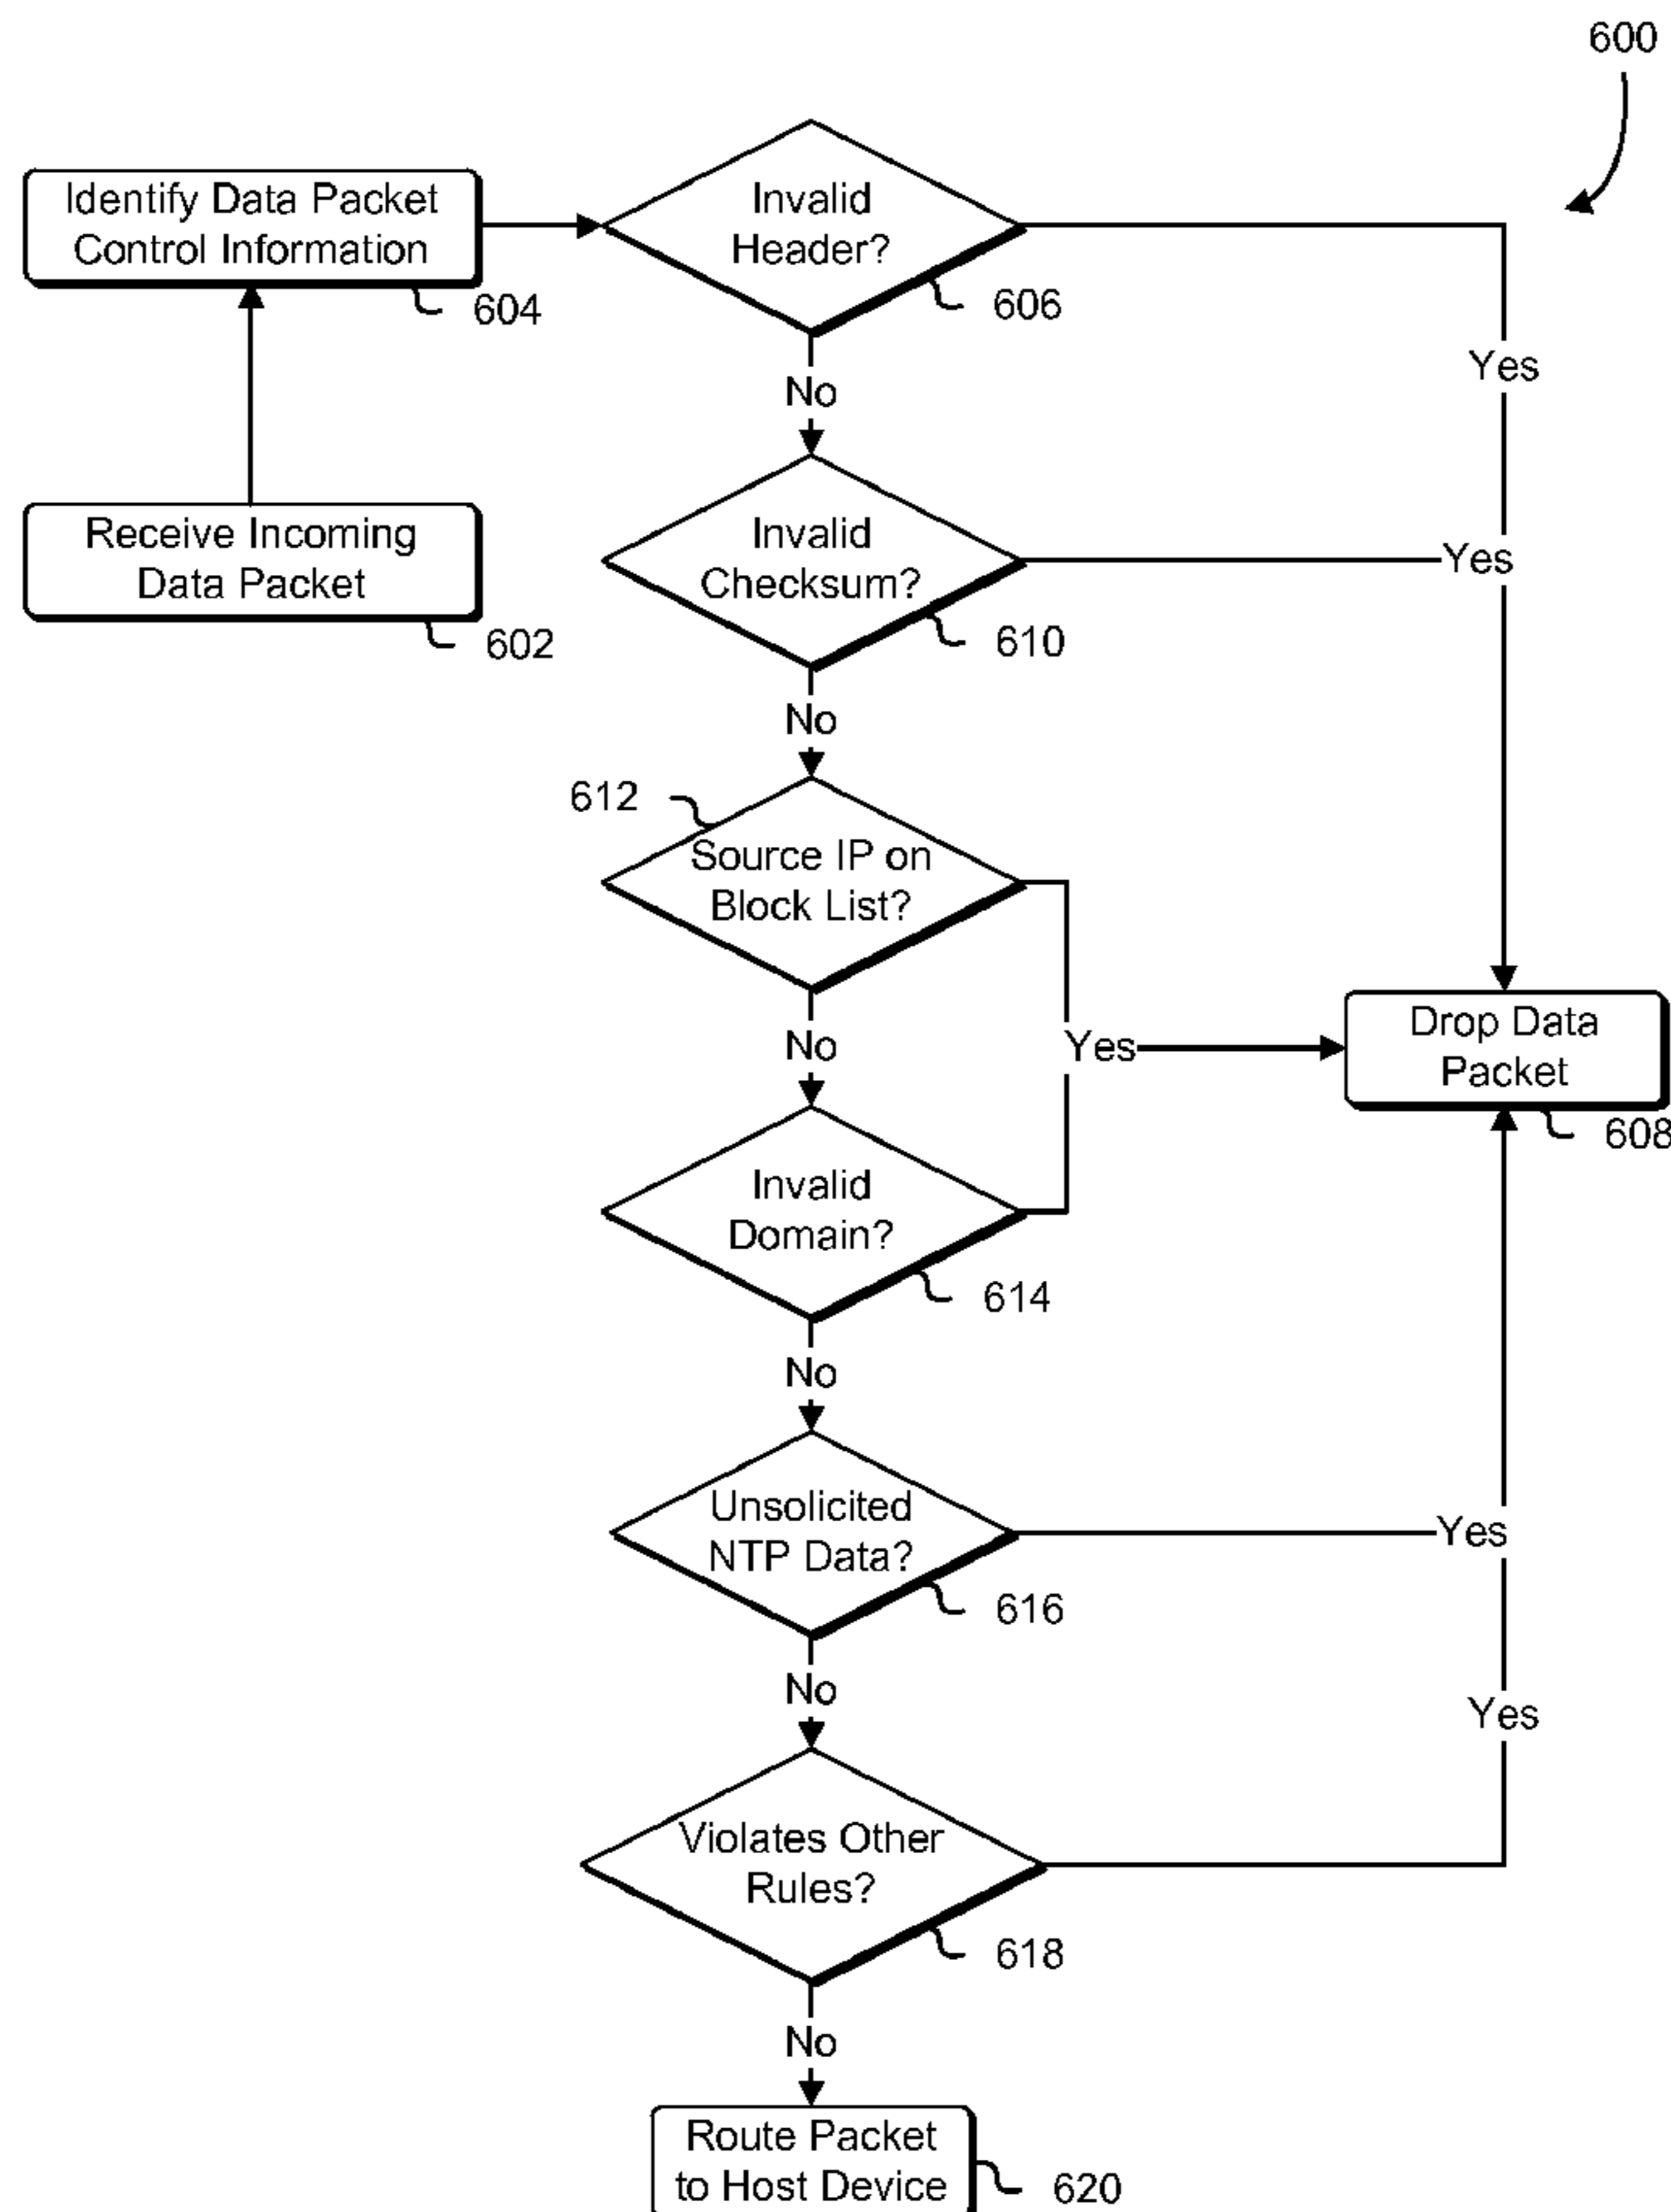 600
Identify Data Packet
Control Information
604
Invalid
Header?
606
Yes
No
Receive Incoming
Data Packet
602
Invalid
Checksum?
610
Yes
No
612
Source IP on
Block List?
No
Yes
Drop Data
Packet
608
Invalid
Domain?
614
No
Unsolicited
NTP Data?
616
Yes
No
Yes
Violates Other
Rules?
618
No
Route Packet
to Host Device
620